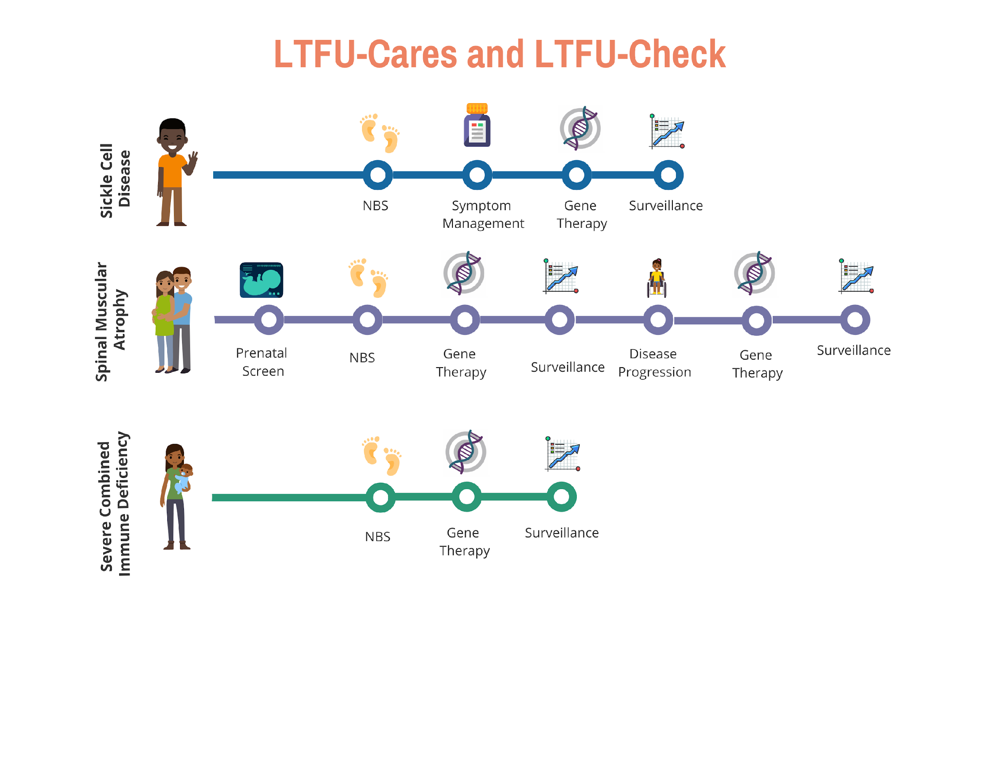 LTFU-Cares and LTFU-Check
Sickle Cell
Disease
NBS
Symptom
Management
Gene
Therapy
Surveillance
Spinal Muscular
Atrophy
Prenatal
Screen
NBS
Gene
Therapy
Surveillance
Disease
Progression
Gene
Therapy
Surveillance
Severe Combined
Immune Deficiency
NBS
Gene
Therapy
Surveillance